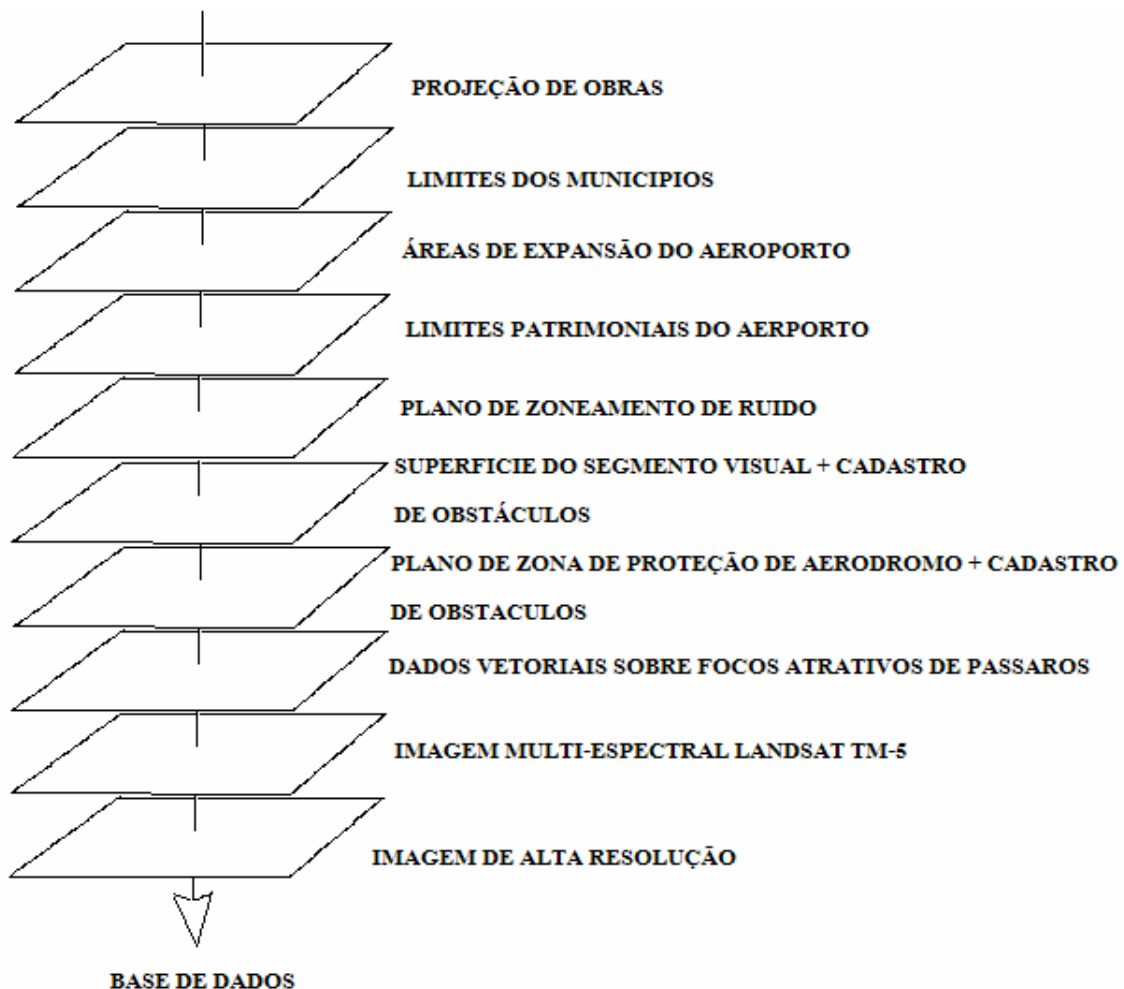 PROJEÇÃO DE OBRAS
LIMITES DOS MUNICIPIOS
ÁREAS DE EXPANSÃO DO AEROPORTO
LIMITES PATRIMONIAIS DO AERPORTO
PLANO DE ZONEAMENTO DE RUIDO
SUPERFICIE DO SEGMENTO VISUAL + CADASTRO
DE OBSTÁCULOS
PLANO DE ZONA DE PROTEÇÃO DE AERODROMO + CADASTRO
DE OBSTACULOS
DADOS VETORIAIS SOBRE FOCOS ATRATIVOS DE PASSAROS
IMAGEM MULTI-ESPECTRAL LANDSAT TM-5
IMAGEM DE ALTA RESOLUÇÃO
BASE DE DADOS